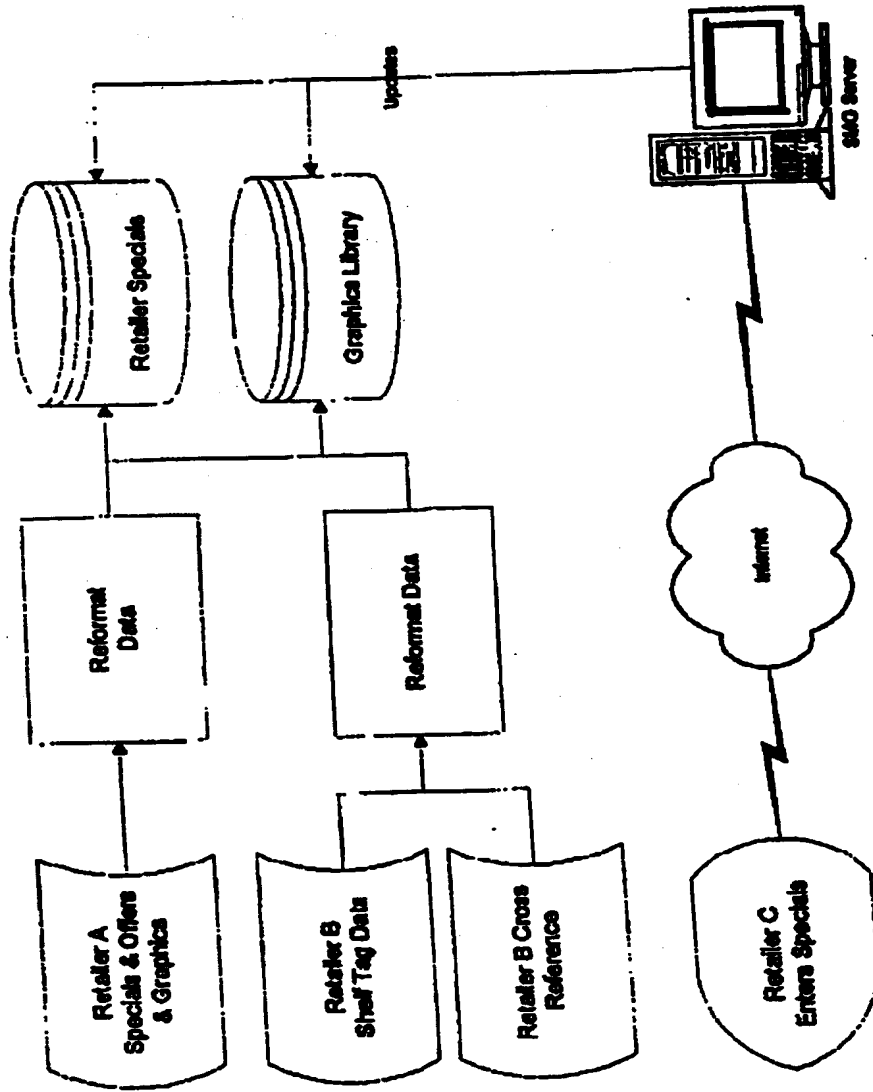 Retailer A
Specials & Offers
& Graphics
Reformat
Data
Retailer Specials
Retailer B
Shelf Tag Data
Retailer B Cross
Reference
Reformat Data
Graphics Library
Updates
Retailer C
Enters Specials
Internet
SMO Server